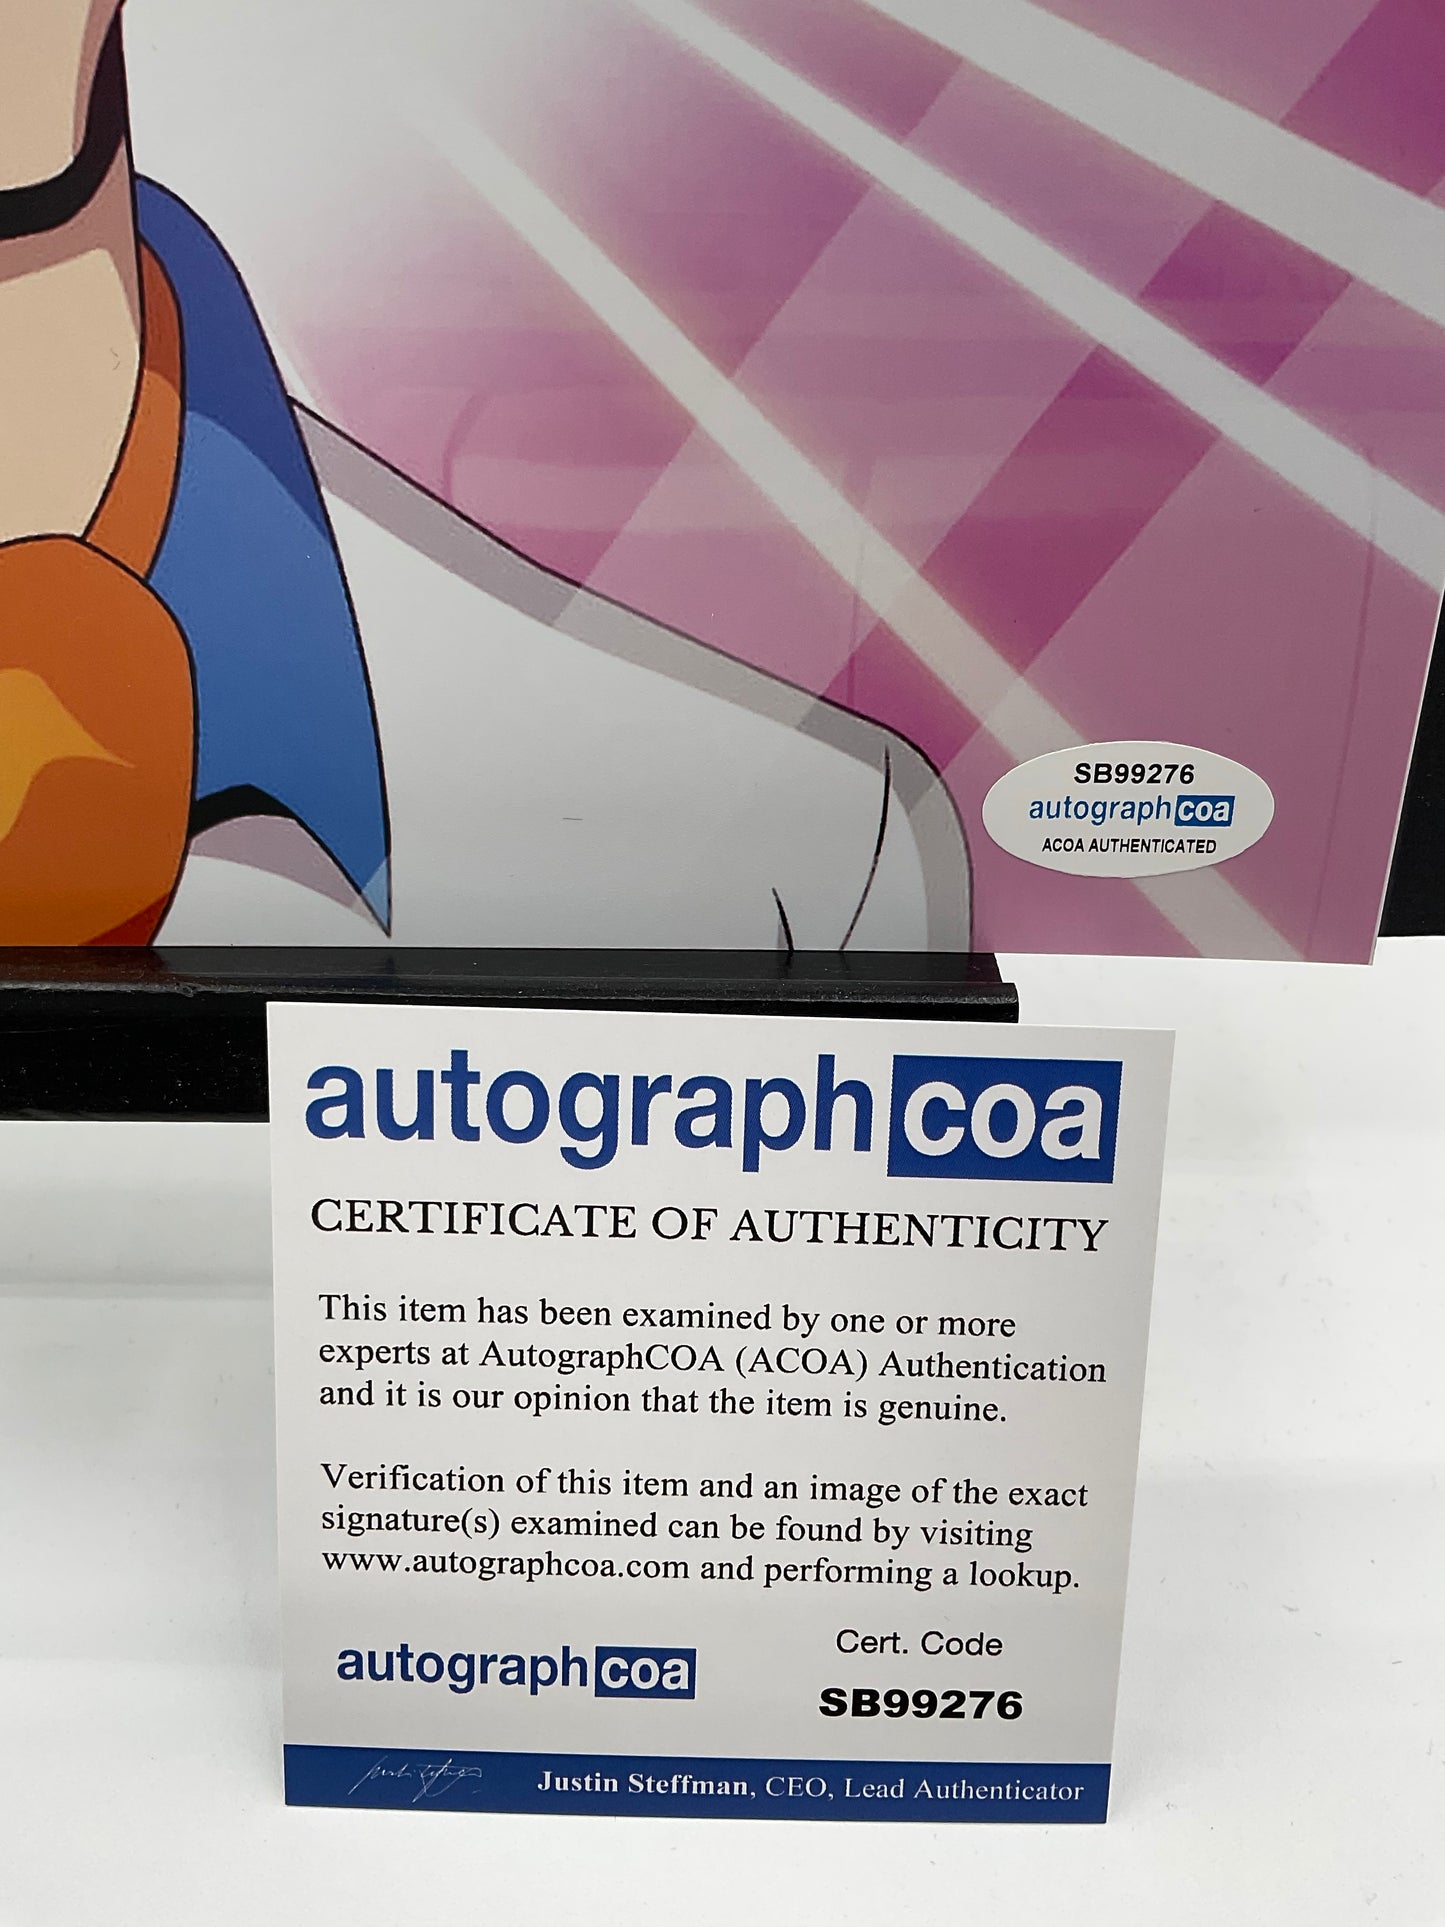 SB99276
autographcoa
ACOA AUTHENTICATED
autographcoa
CERTIFICATE OF AUTHENTICITY
This item has been examined by one or more
experts at AutographCOA (ACOA) Authentication
and it is our opinion that the item is genuine.
Verification of this item and an image of the exact
signature(s) examined can be found by visiting
www.autographcoa.com and performing a lookup.
autographcoa
Cert. Code
SB99276
Justin Steffman, CEO, Lead Authenticator